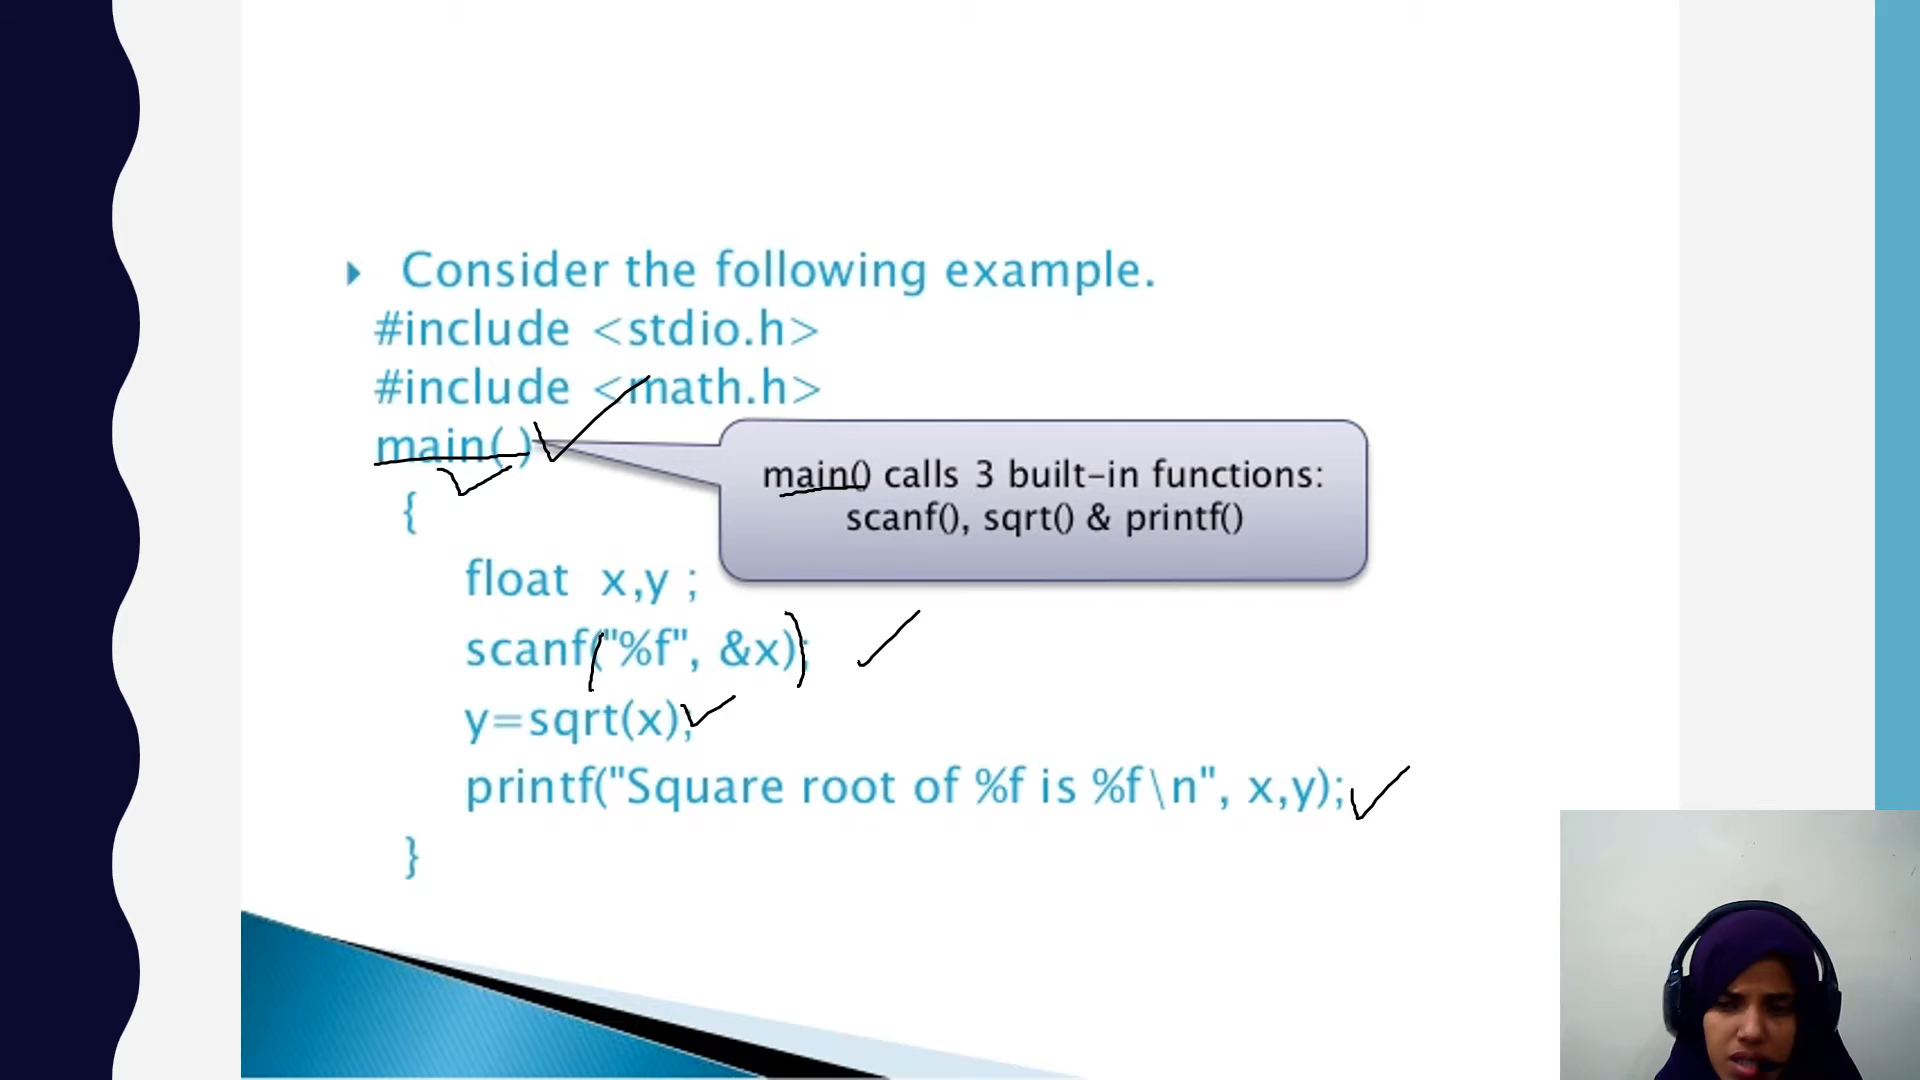 Consider the following example.
#include <stdio.h>
#include <math.h>
main( )
main() calls 3 built-in functions:
scanf(), sqrt() & printf()
{
float x,y ;
scanf("%f", &x);
y=sqrt(x);
printf("Square root of %f is %f\n", x,y);
}